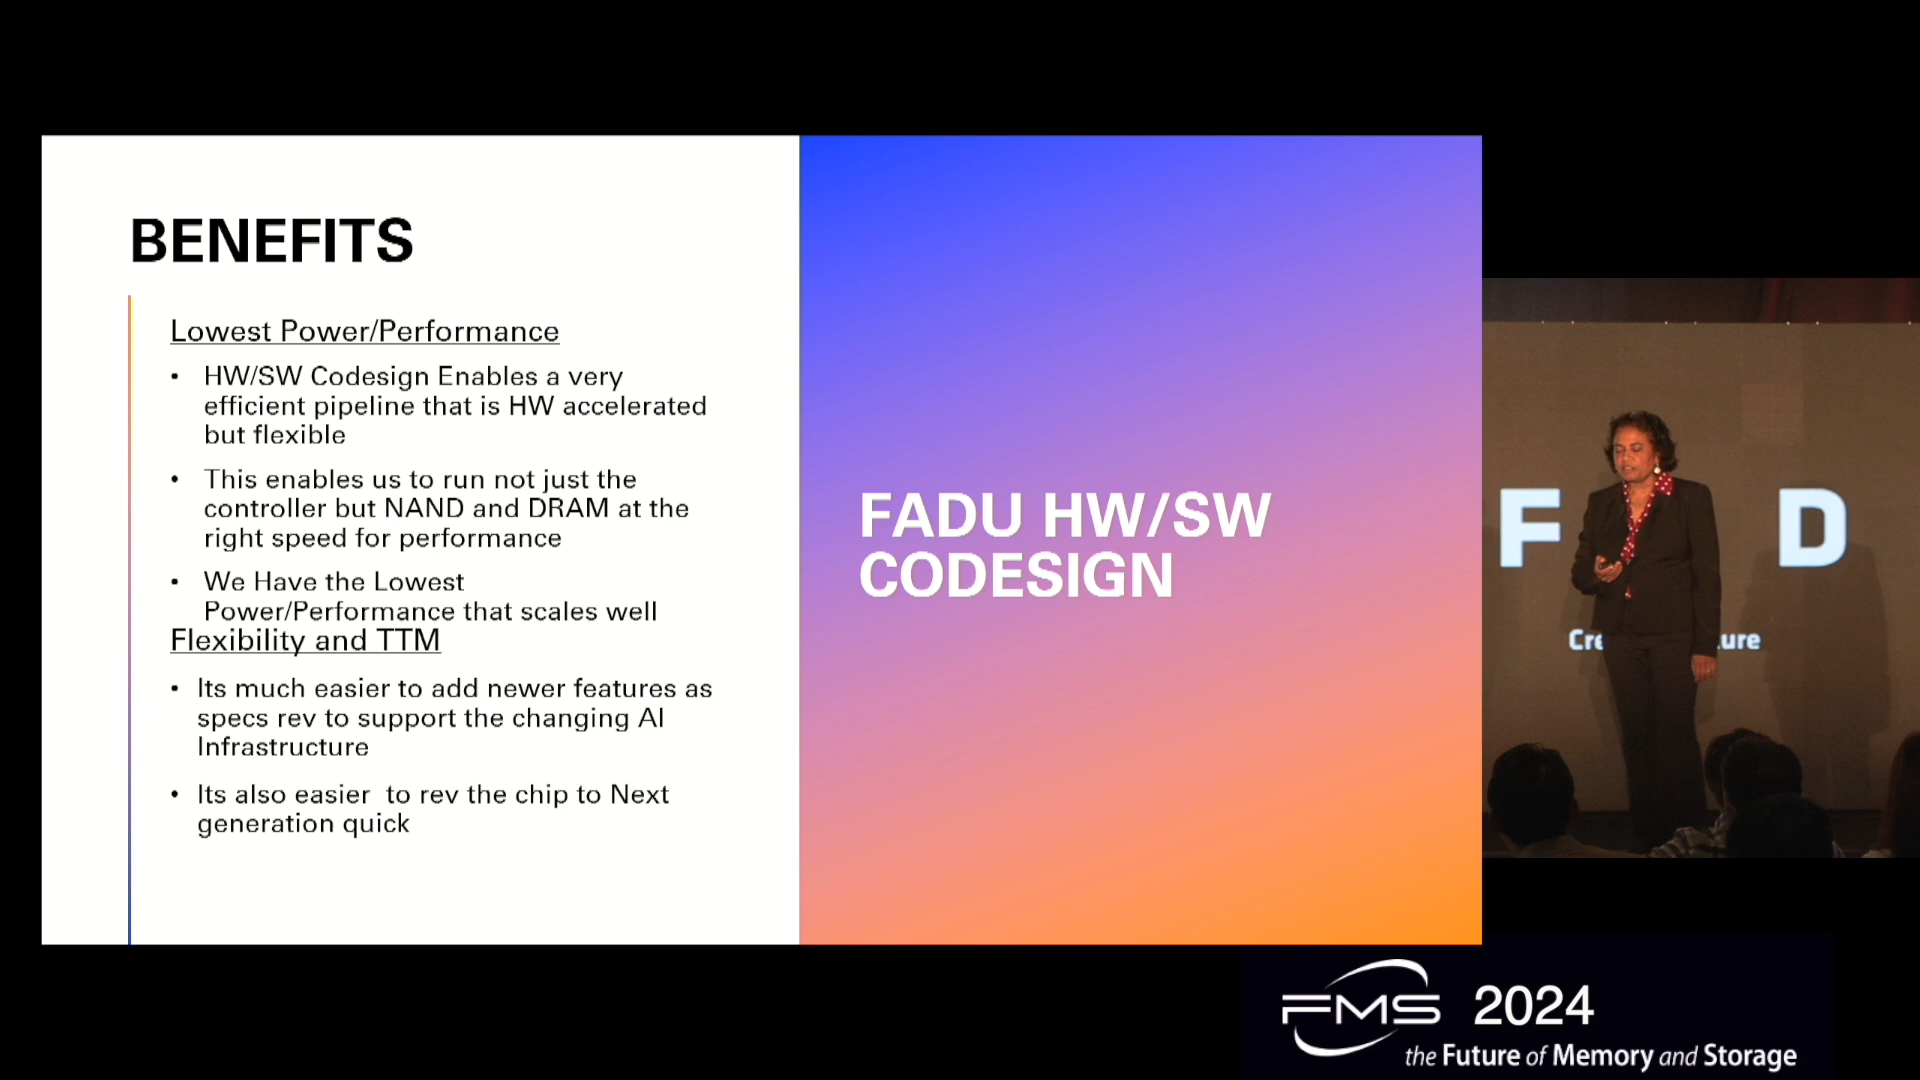 BENEFITS
Lowest Power/Performance
• HW/SW Codesign Enables a very
efficient pipeline that is HW accelerated
but flexible
• This enables us to run not just the
controller but NAND and DRAM at the
right speed for performance
• We Have the Lowest
Power/Performance that scales well
Flexibility and TTM
• Its much easier to add newer features as
specs rev to support the changing AI
Infrastructure
• Its also easier  to rev the chip to Next
generation quick
FADU HW/SW
CODESIGN
F D
FMS 2024
the Future of Memory and Storage